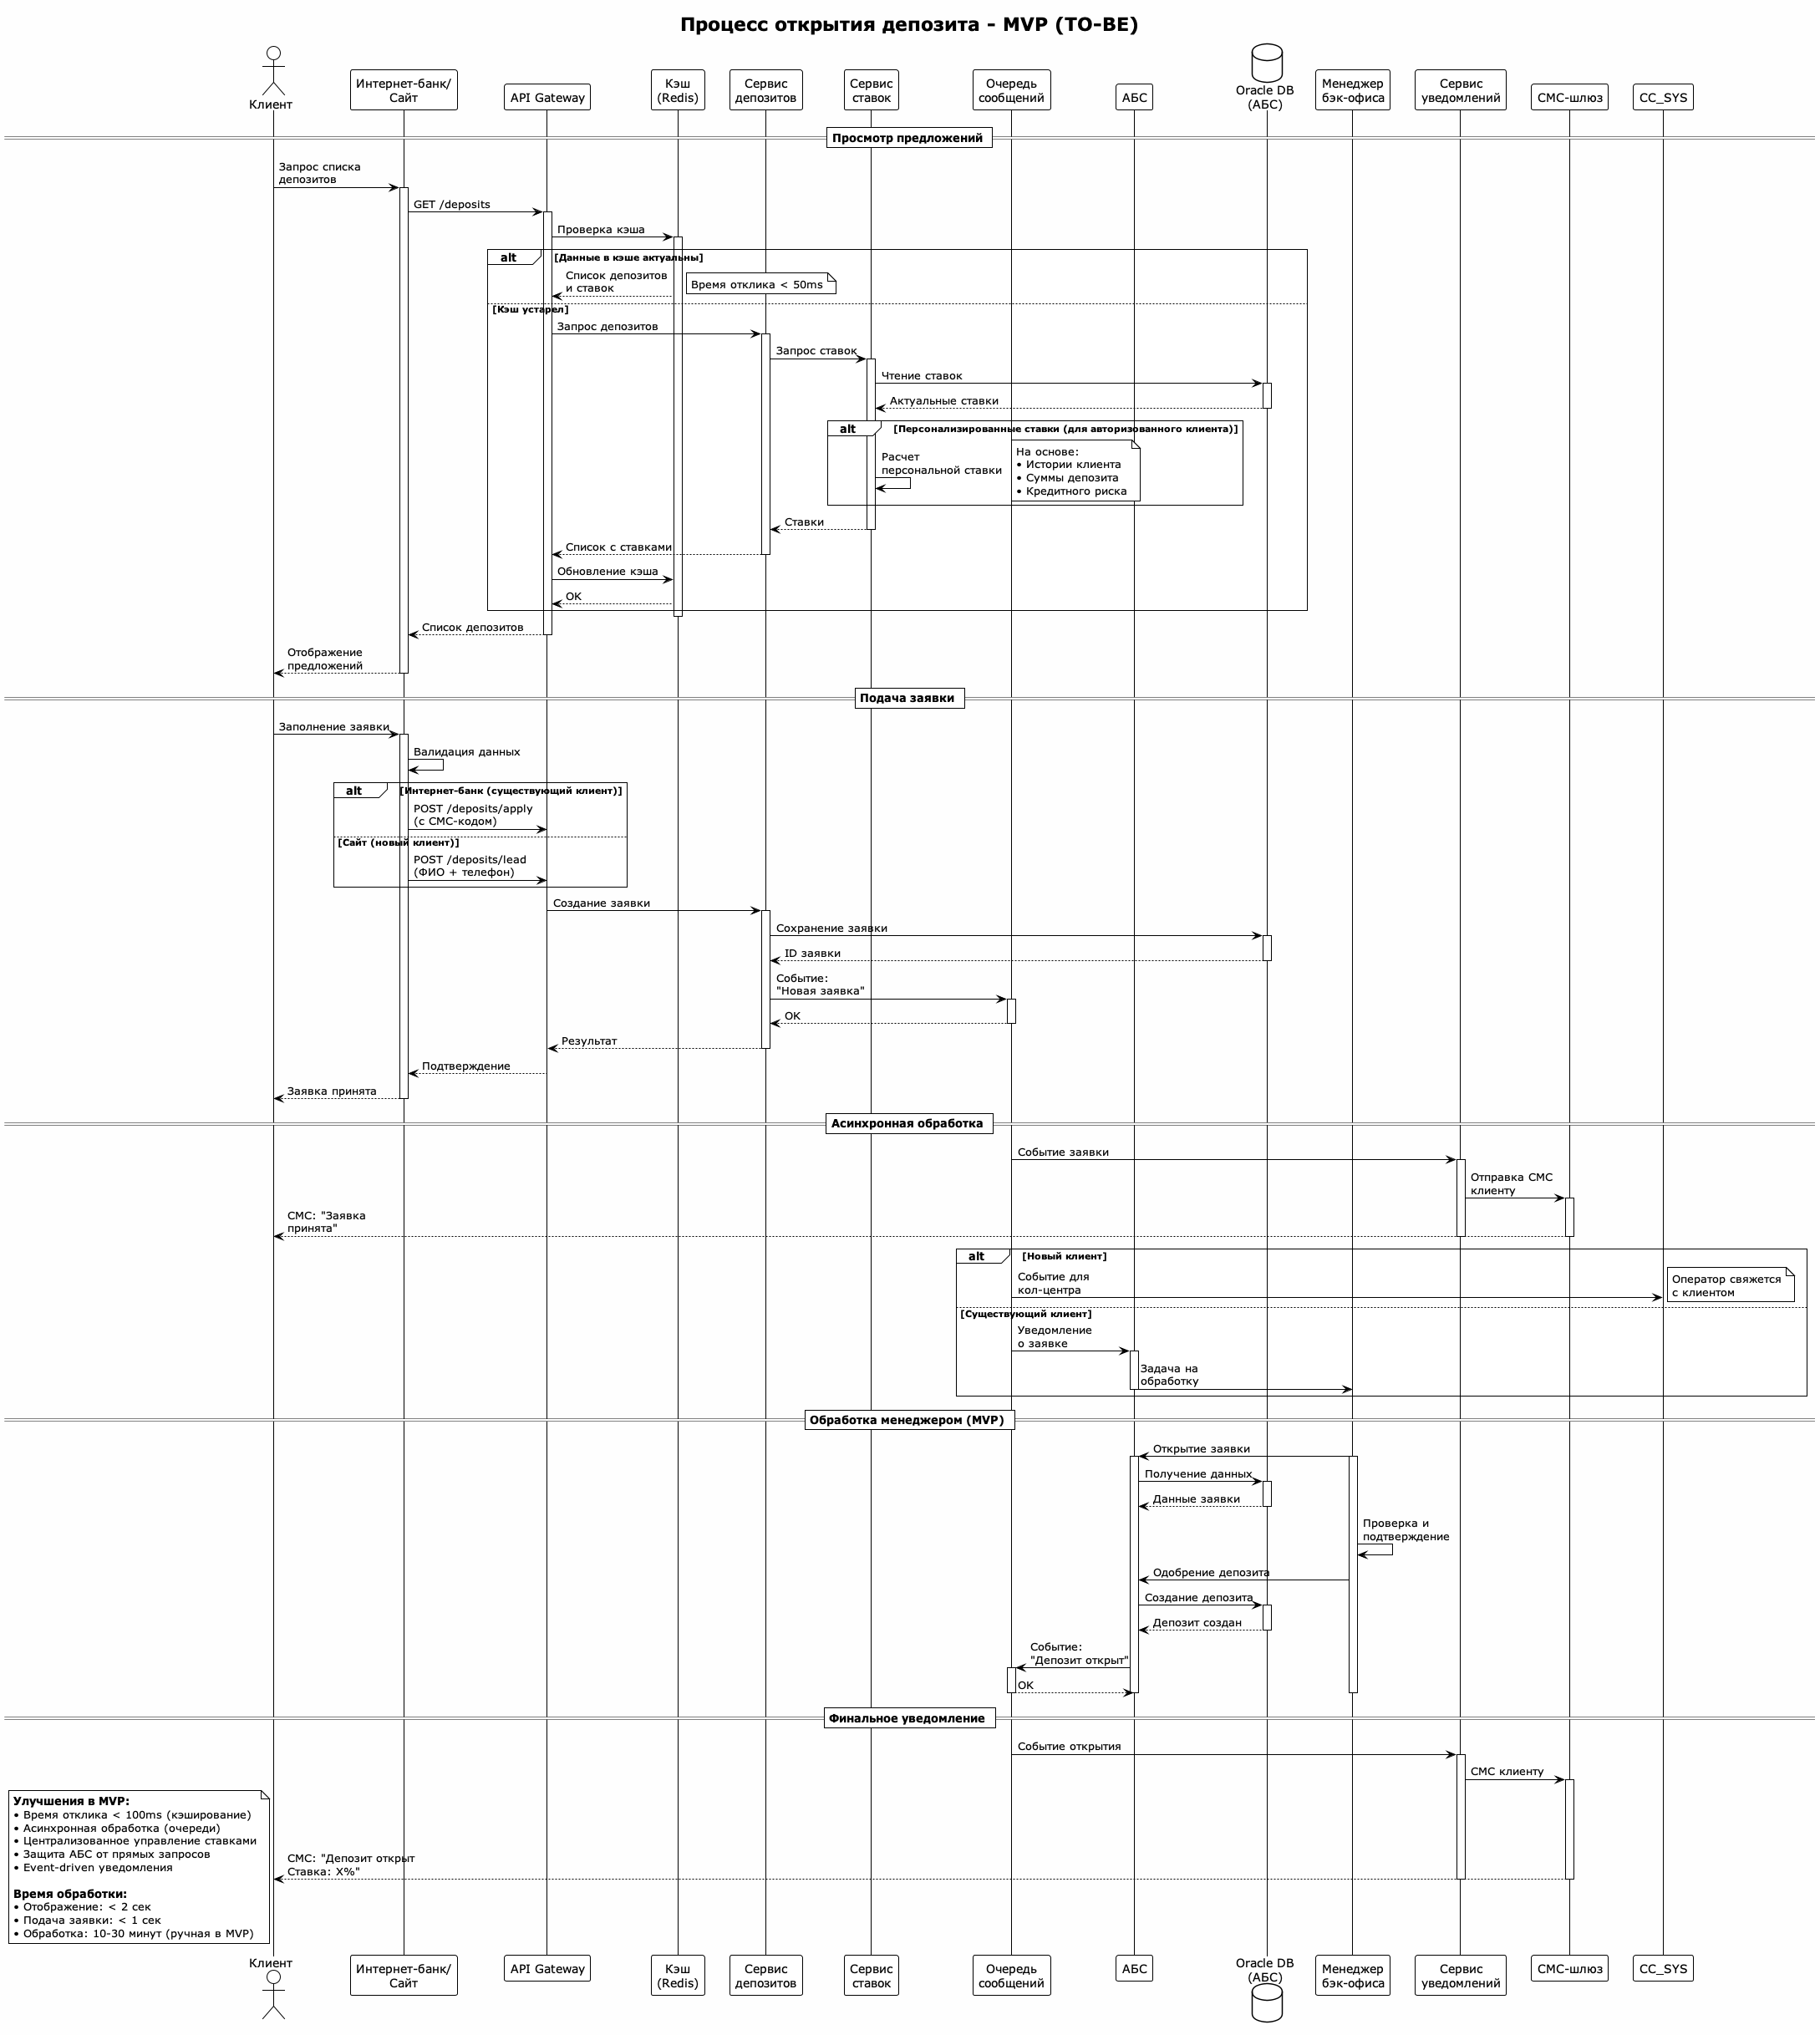 Процесс открытия депозита - MVP (TO-BE)
Клиент
Интернет-банк/
Сайт
API Gateway
Кэш
(Redis)
Сервис
депозитов
Сервис
ставок
Очередь
сообщений
АБС
Oracle DB
(АБС)
Менеджер
бэк-офиса
Сервис
уведомлений
СМС-шлюз
CC_SYS
Просмотр предложений
Запрос списка
депозитов
GET /deposits
Проверка кэша
alt
[Данные в кэше актуальны]
Список депозитов
и ставок
Время отклика < 50ms
[Кэш устарел]
Запрос депозитов
Запрос ставок
Чтение ставок
Актуальные ставки
alt
[Персонализированные ставки (для авторизованного клиента)]
Расчет
персональной ставки
На основе:
• Истории клиента
• Суммы депозита
• Кредитного риска
Ставки
Список с ставками
Обновление кэша
OK
Список депозитов
Отображение
предложений
Подача заявки
Заполнение заявки
Валидация данных
alt
[Интернет-банк (существующий клиент)]
POST /deposits/apply
(с СМС-кодом)
[Сайт (новый клиент)]
POST /deposits/lead
(ФИО + телефон)
Создание заявки
Сохранение заявки
ID заявки
Событие:
"Новая заявка"
OK
Результат
Подтверждение
Заявка принята
Асинхронная обработка
Событие заявки
Отправка СМС
клиенту
СМС: "Заявка
принята"
alt
[Новый клиент]
Событие для
кол-центра
Оператор свяжется
с клиентом
[Существующий клиент]
Уведомление
о заявке
Задача на
обработку
Обработка менеджером (MVP)
Открытие заявки
Получение данных
Данные заявки
Проверка и
подтверждение
Одобрение депозита
Создание депозита
Депозит создан
Событие:
"Депозит открыт"
OK
Финальное уведомление
Событие открытия
СМС клиенту
Улучшения в MVP:
• Время отклика < 100ms (кэширование)
• Асинхронная обработка (очереди)
• Централизованное управление ставками
• Защита АБС от прямых запросов
• Event-driven уведомления
Время обработки:
• Отображение: < 2 сек
• Подача заявки: < 1 сек
• Обработка: 10-30 минут (ручная в MVP)
СМС: "Депозит открыт
Ставка: X%"
Клиент
Интернет-банк/
Сайт
API Gateway
Кэш
(Redis)
Сервис
депозитов
Сервис
ставок
Очередь
сообщений
АБС
Oracle DB
(АБС)
Менеджер
бэк-офиса
Сервис
уведомлений
СМС-шлюз
CC_SYS